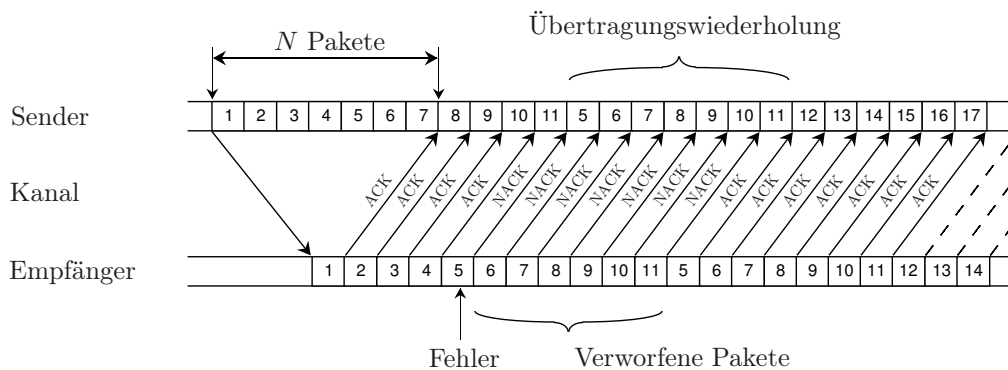 Übertragungswiederholung
N Pakete
Sender 1 2 3 4 5 6 7 8 9 10 11 5 6 7 8 9 10 11 12 13 14 15 16 17
Kanal ACK ACK ACK ACK NACK NACK NACK NACK NACK NACK NACK ACK ACK ACK ACK ACK ACK ACK
Empfänger 1 2 3 4 5 6 7 8 9 10 11 5 6 7 8 9 10 11 12 13 14
Fehler Verworfene Pakete